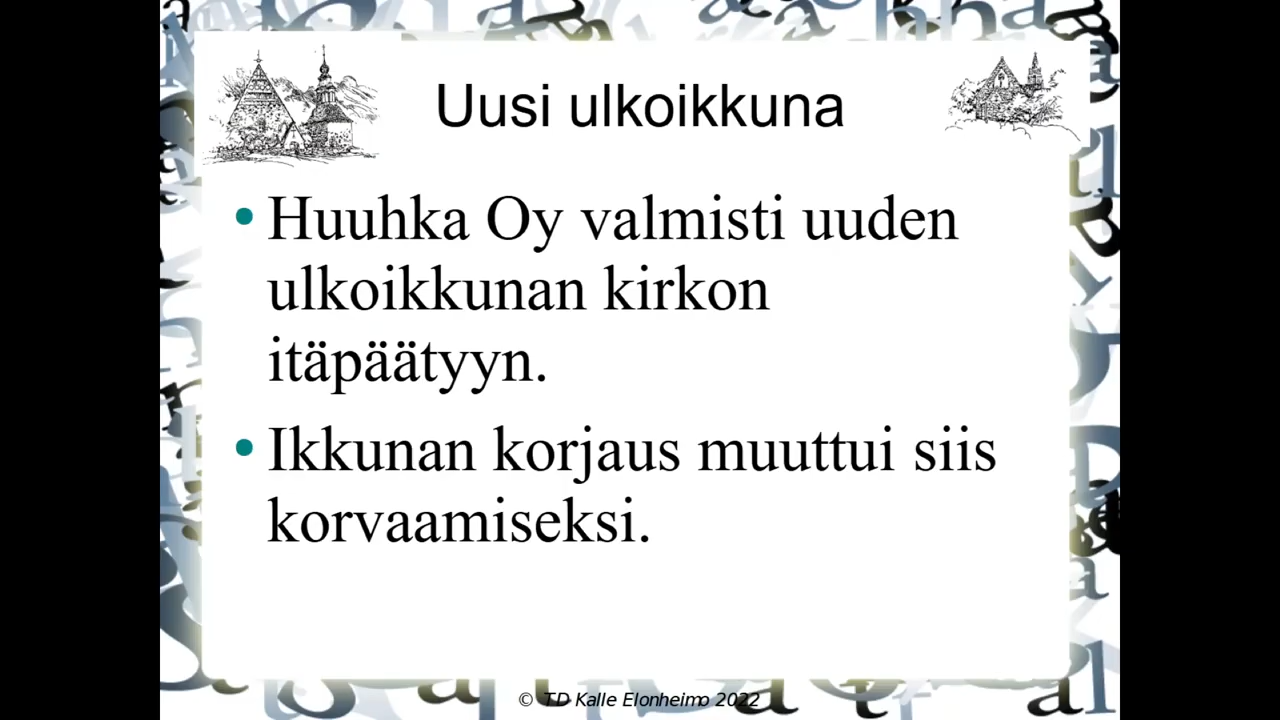 Uusi ulkoikkuna
• Huuhka Oy valmisti uuden
ulkoikkunan kirkon
itäpäätyyn.
• Ikkunan korjaus muuttui siis
korvaamiseksi.
© TD Kalle Elonheimo 2022